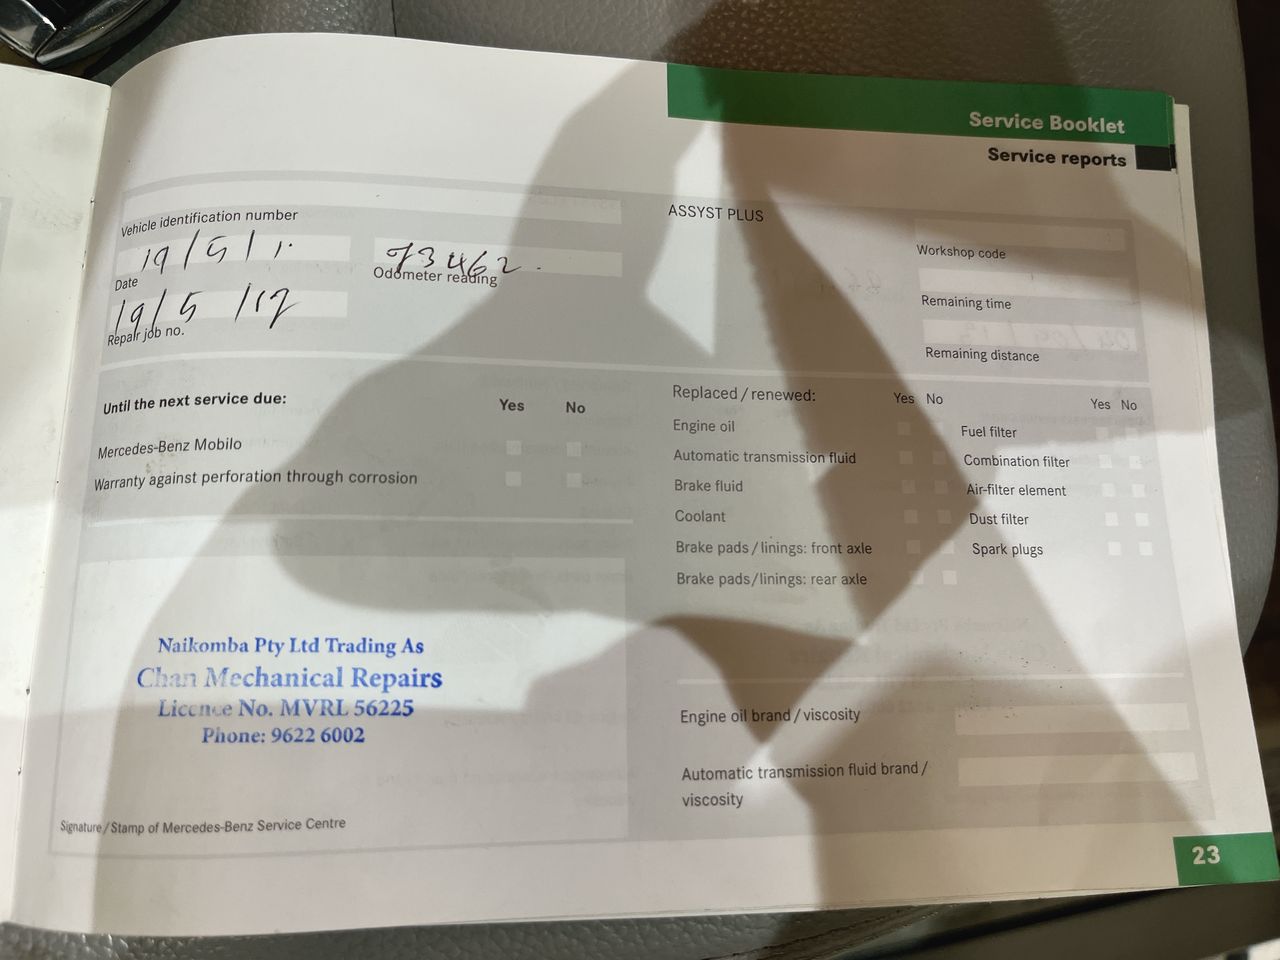 Service Booklet
Service reports
Vehicle identification number
19/5/1
Date
73462
Odometer reading
19/5/17
Repair job no.
ASSYST PLUS
Workshop code
Remaining time
Remaining distance
Until the next service due:
Yes No
Mercedes-Benz Mobilo
Warranty against perforation through corrosion
Replaced / renewed:
Yes No
Engine oil
Automatic transmission fluid
Brake fluid
Coolant
Brake pads / linings: front axle
Brake pads/linings: rear axle
Yes No
Fuel filter
Combination filter
Air-filter element
Dust filter
Spark plugs
Naikomba Pty Ltd Trading As
Chan Mechanical Repairs
Licence No. MVRL 56225
Phone: 9622 6002
Signature/Stamp of Mercedes-Benz Service Centre
Engine oil brand / viscosity
Automatic transmission fluid brand /
viscosity
23